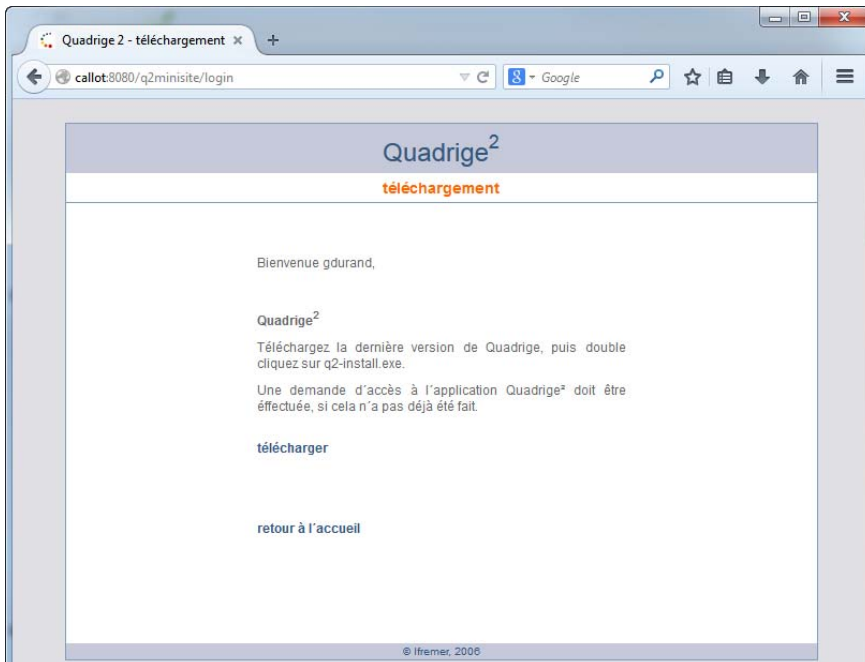 Quadrige 2 - téléchargement
callot:8080/q2minisite/login
Google
Quadrige²
téléchargement
Bienvenue gdurand,
Quadrige²
Téléchargez la dernière version de Quadrige, puis double
cliquez sur q2-install.exe.
Une demande d´accès à l´application Quadrige² doit être
éffectuée, si cela n´a pas déjà été fait.
télécharger
retour à l´accueil
© Ifremer, 2006